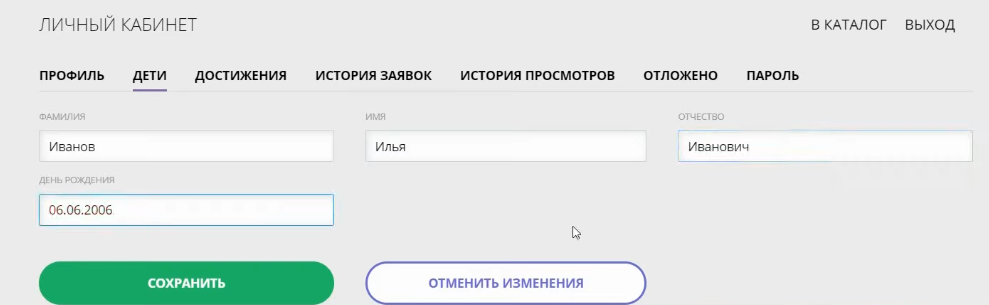 ЛИЧНЫЙ КАБИНЕТ В КАТАЛОГ ВЫХОД
ПРОФИЛЬ ДЕТИ ДОСТИЖЕНИЯ ИСТОРИЯ ЗАЯВОК ИСТОРИЯ ПРОСМОТРОВ ОТЛОЖЕНО ПАРОЛЬ
ФАМИЛИЯ ИМЯ ОТЧЕСТВО
Иванов Илья Иванович
ДЕНЬ РОЖДЕНИЯ
06.06.2006
СОХРАНИТЬ ОТМЕНИТЬ ИЗМЕНЕНИЯ